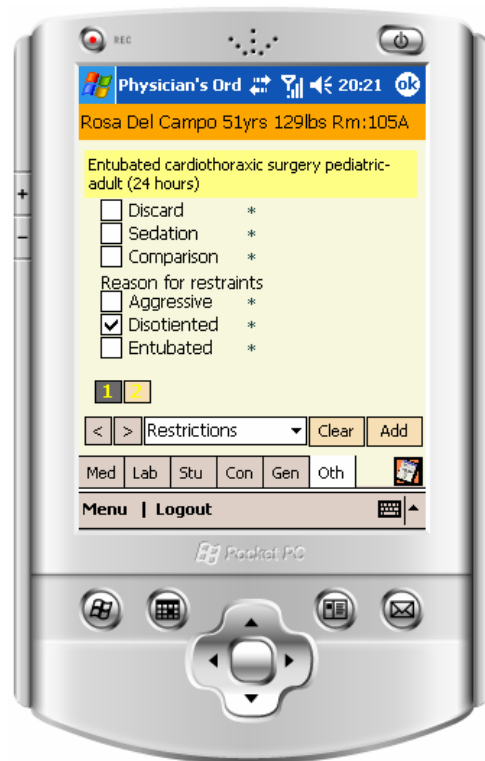 REC
Physician's Ord 20:21 ok
Rosa Del Campo 51yrs 129lbs Rm:105A
Entubated cardiothoraxic surgery pediatric-
adult (24 hours)
Discard *
Sedation *
Comparison *
Reason for restraints
Aggressive *
Disotiented *
Entubated *
1 2
< > Restrictions Clear Add
Med Lab Stu Con Gen Oth
Menu | Logout
Pocket PC
+
-